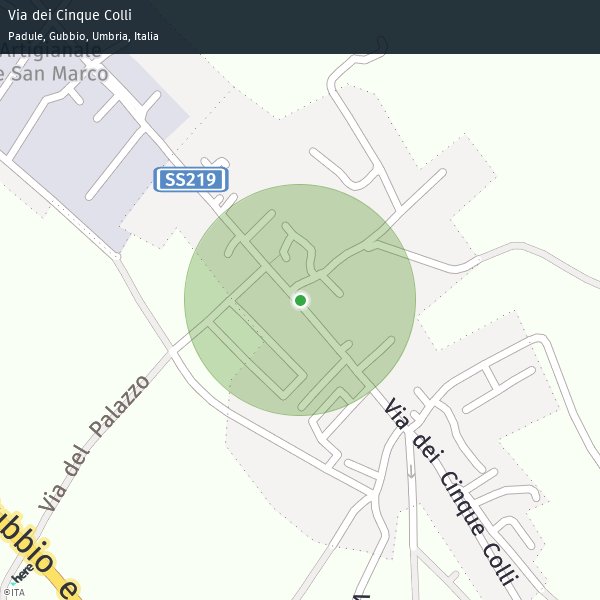 Via dei Cinque Colli
Padule, Gubbio, Umbria, Italia
Artigianale
e San Marco
SS219
Via del Palazzo
Via dei Cinque Colli
ubbio e
here
©ITA